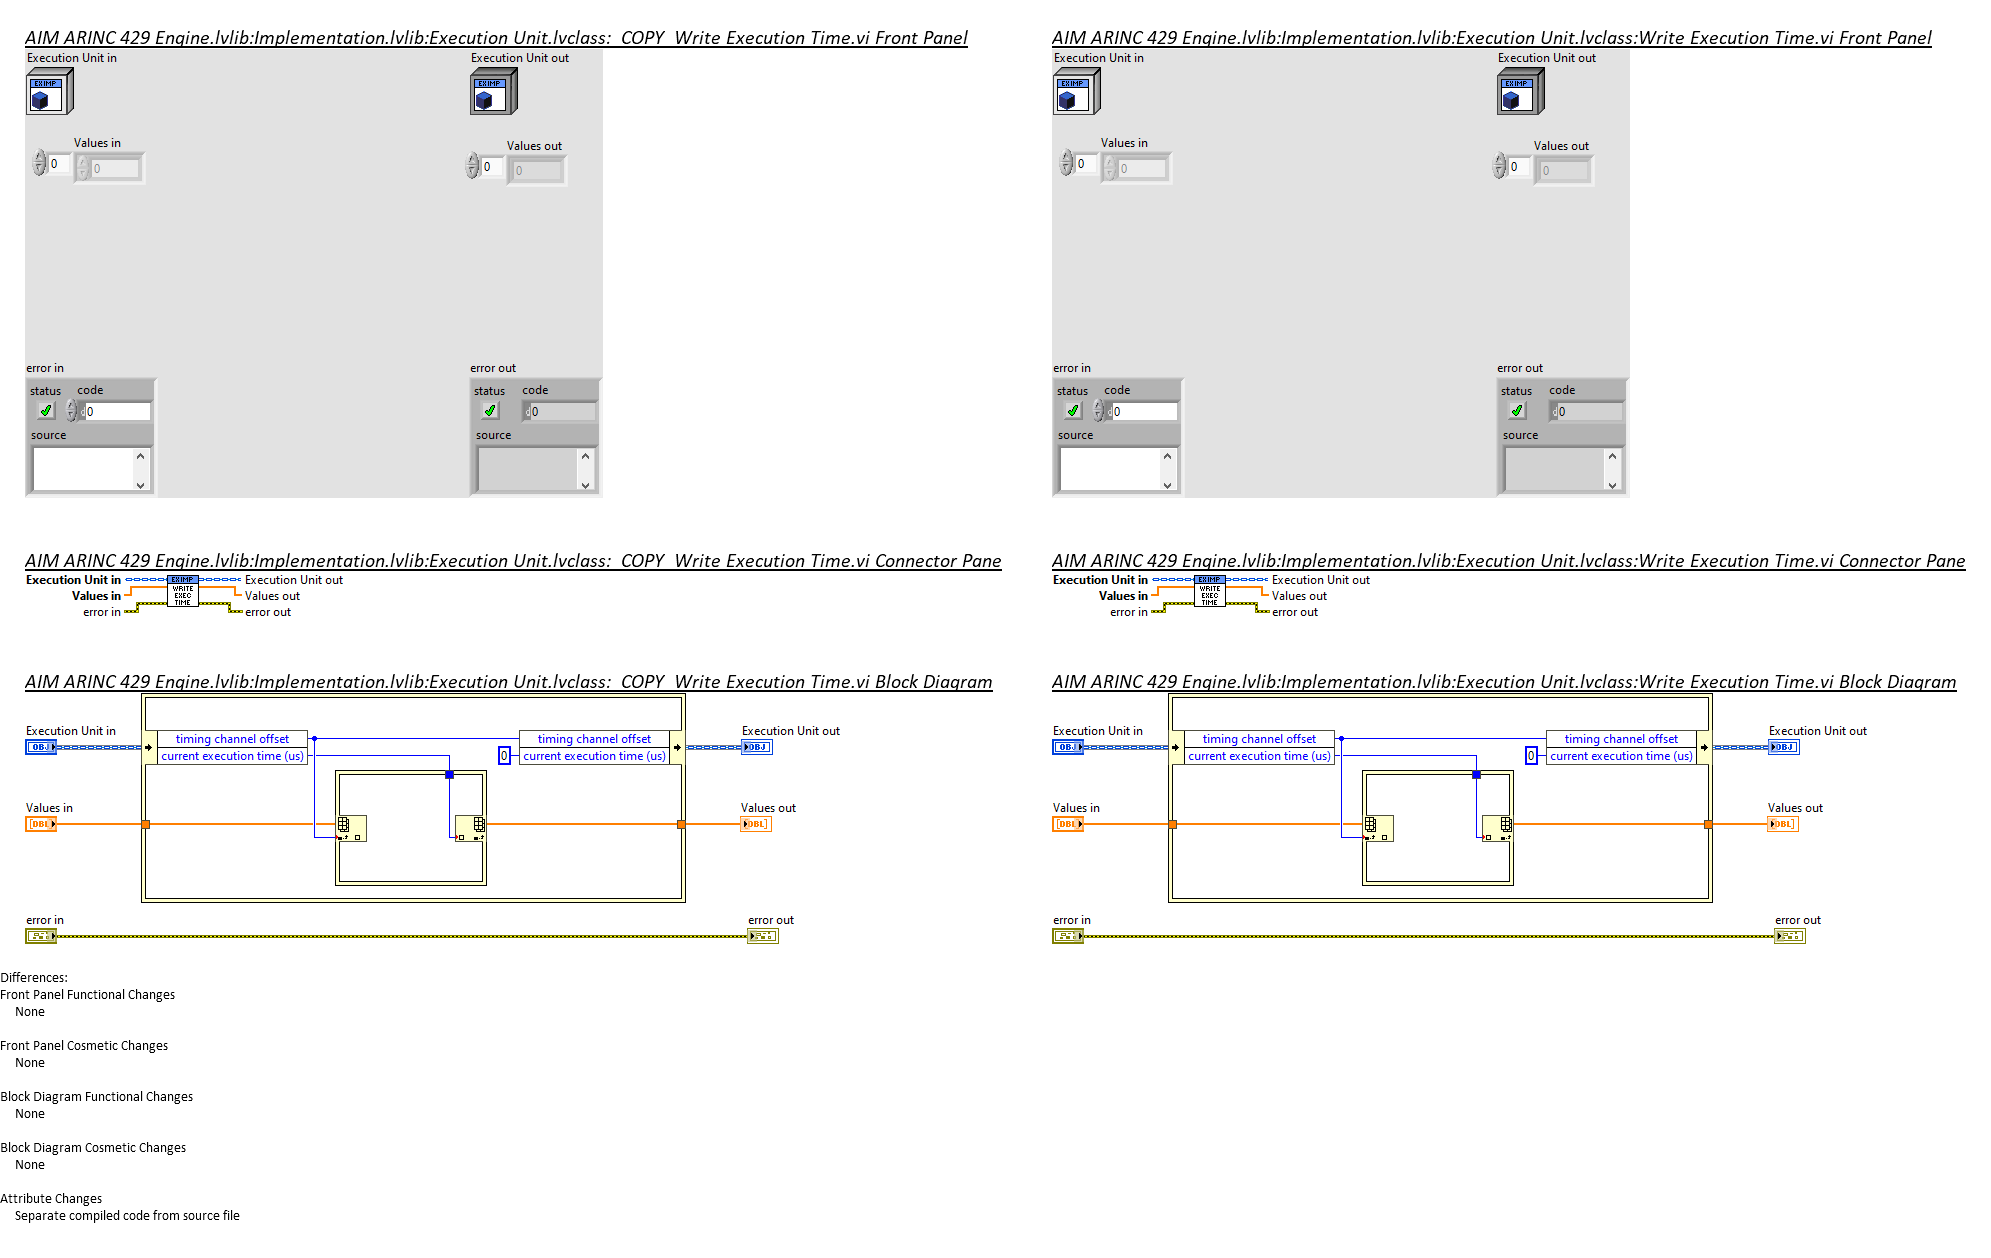 AIM ARINC 429 Engine.lvlib:Implementation.lvlib:Execution Unit.lvclass:_COPY_Write Execution Time.vi Front Panel
Execution Unit in
Execution Unit out
EXIMP
EXIMP
Values in
Values out
0
0
0
0
error in
error out
status code
status code
d 0
d 0
source
source
AIM ARINC 429 Engine.lvlib:Implementation.lvlib:Execution Unit.lvclass:Write Execution Time.vi Front Panel
Execution Unit in
Execution Unit out
EXIMP
EXIMP
Values in
Values out
0
0
0
0
error in
error out
status code
status code
d 0
d 0
source
source
AIM ARINC 429 Engine.lvlib:Implementation.lvlib:Execution Unit.lvclass:_COPY_Write Execution Time.vi Connector Pane
Execution Unit in
Values in
error in
EXIMP
WRITE
EXEC
TIME
Execution Unit out
Values out
error out
AIM ARINC 429 Engine.lvlib:Implementation.lvlib:Execution Unit.lvclass:Write Execution Time.vi Connector Pane
Execution Unit in
Values in
error in
EXIMP
WRITE
EXEC
TIME
Execution Unit out
Values out
error out
AIM ARINC 429 Engine.lvlib:Implementation.lvlib:Execution Unit.lvclass:_COPY_Write Execution Time.vi Block Diagram
Execution Unit in
Execution Unit out
OBJ
timing channel offset
timing channel offset
OBJ
current execution time (us)
0
current execution time (us)
Values in
Values out
[DBL]
[DBL]
error in
error out
AIM ARINC 429 Engine.lvlib:Implementation.lvlib:Execution Unit.lvclass:Write Execution Time.vi Block Diagram
Execution Unit in
Execution Unit out
OBJ
timing channel offset
timing channel offset
OBJ
current execution time (us)
0
current execution time (us)
Values in
Values out
[DBL]
[DBL]
error in
error out
Differences:
Front Panel Functional Changes
None
Front Panel Cosmetic Changes
None
Block Diagram Functional Changes
None
Block Diagram Cosmetic Changes
None
Attribute Changes
Separate compiled code from source file